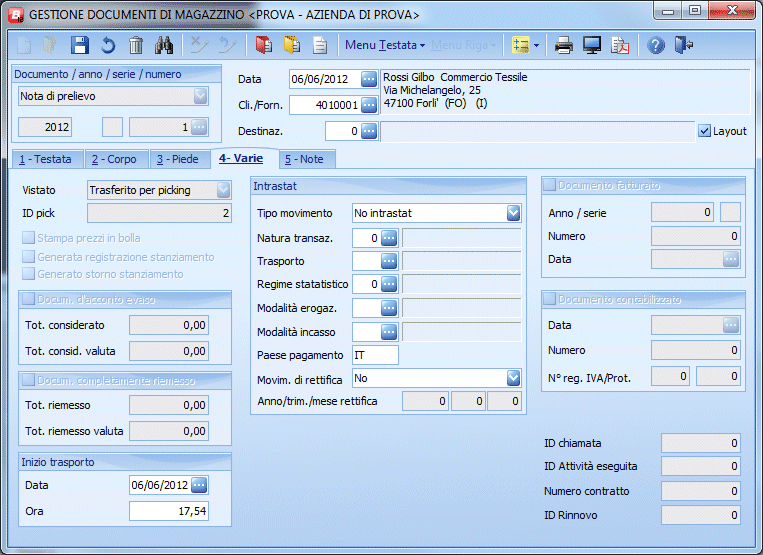 GESTIONE DOCUMENTI DI MAGAZZINO <PROVA - AZIENDA DI PROVA>
Menu Testata Menu Riga
Documento / anno / serie / numero
Nota di prelievo
2012 1
Data 06/06/2012
Cli./Forn. 4010001
Destinaz. 0
Rossi Gilbo Commercio Tessile
Via Michelangelo, 25
47100 Forli' (FO) (I)
Layout
1 - Testata 2 - Corpo 3 - Piede 4 - Varie 5 - Note
Vistato Trasferito per picking
ID pick 2
Stampa prezzi in bolla
Generata registrazione stanziamento
Generato storno stanziamento
Docum. d'acconto evaso
Tot. considerato 0,00
Tot. consid. valuta 0,00
Docum. completamente riemesso
Tot. riemesso 0,00
Tot. riemesso valuta 0,00
Inizio trasporto
Data 06/06/2012
Ora 17,54
Intrastat
Tipo movimento No intrastat
Natura transaz. 0
Trasporto
Regime statatistico 0
Modalità erogaz.
Modalità incasso
Paese pagamento IT
Movim. di rettifica No
Anno/trim./mese rettifica 0 0 0
Documento fatturato
Anno / serie 0
Numero 0
Data
Documento contabilizzato
Data
Numero 0
N° reg. IVA/Prot. 0 0
ID chiamata 0
ID Attività eseguita 0
Numero contratto 0
ID Rinnovo 0